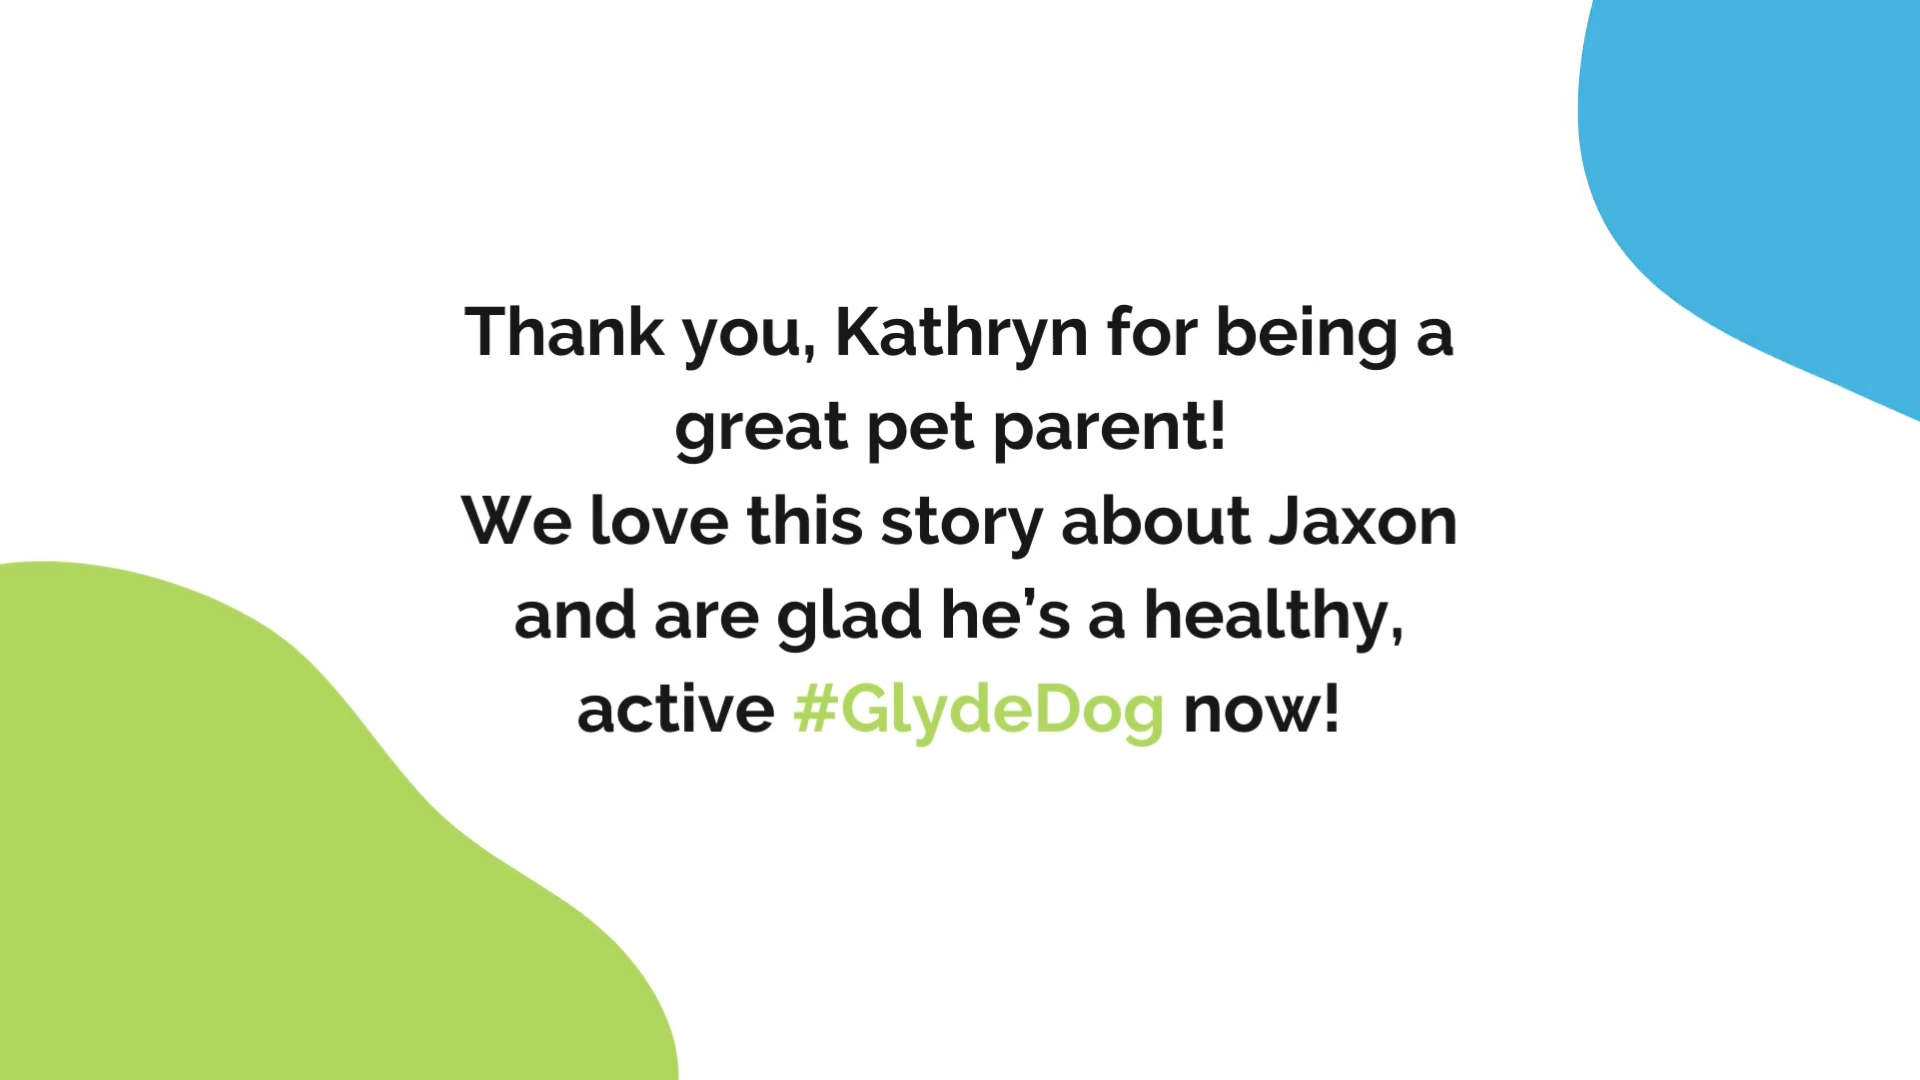 Thank you, Kathryn for being a
great pet parent!
We love this story about Jaxon
and are glad he’s a healthy,
active #GlydeDog now!